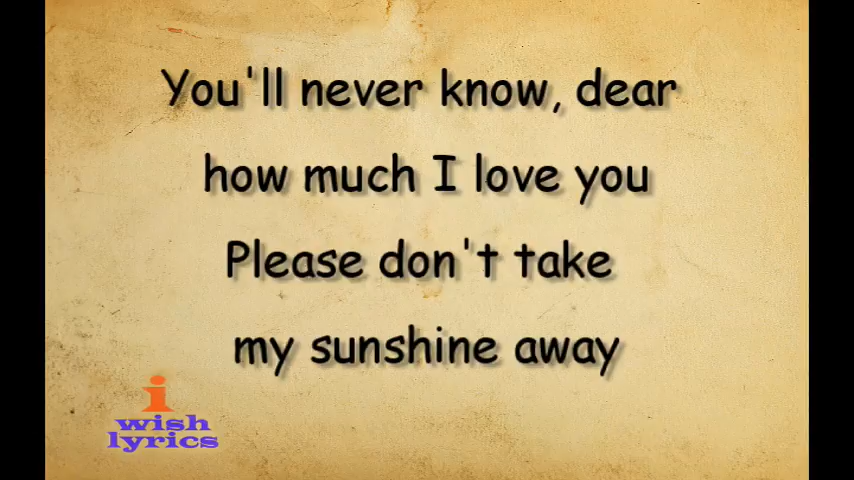 You'll never know, dear
how much I love you
Please don't take
my sunshine away
i
wish
lyrics